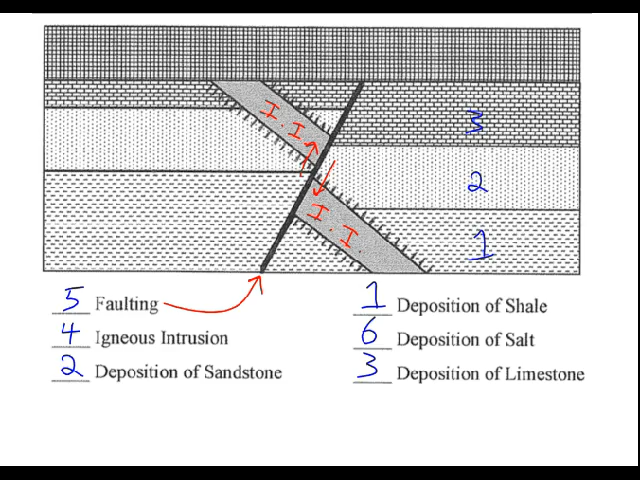 I.I
3
2
I.I
1
5 Faulting
1 Deposition of Shale
4 Igneous Intrusion
6 Deposition of Salt
2 Deposition of Sandstone
3 Deposition of Limestone